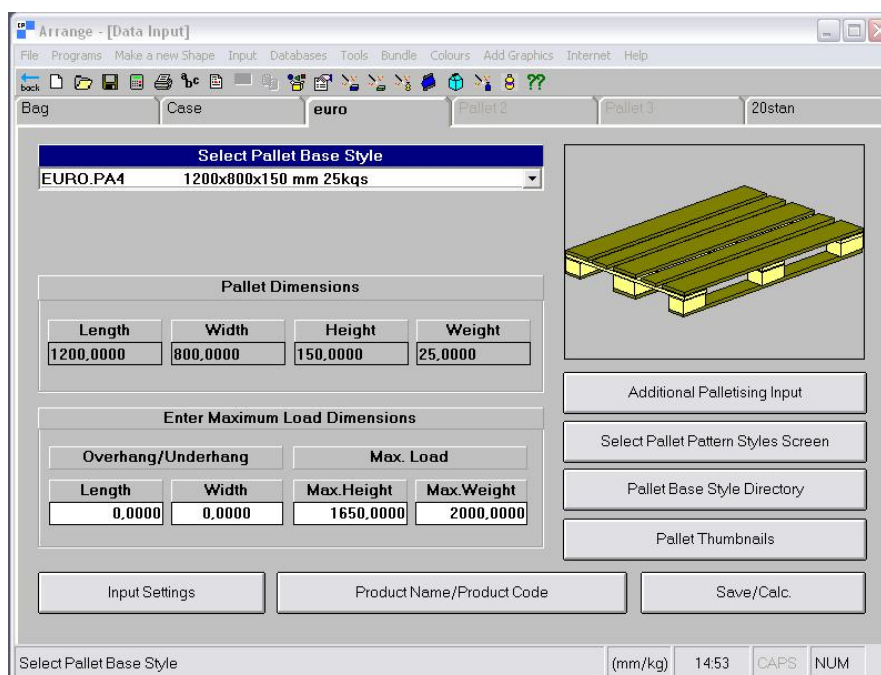 Arrange - [Data Input]
File Programs Make a new Shape Input Databases Tools Bundle Colours Add Graphics Internet Help
back abc ??
Bag Case euro Pallet 2 Pallet 3 20stan
Select Pallet Base Style
EURO.PA4 1200x800x150 mm 25kqs
Pallet Dimensions
Length Width Height Weight
1200,0000 800,0000 150,0000 25,0000
Enter Maximum Load Dimensions
Overhang/Underhang Max. Load
Length Width Max.Height Max.Weight
0,0000 0,0000 1650,0000 2000,0000
Additional Palletising Input
Select Pallet Pattern Styles Screen
Pallet Base Style Directory
Pallet Thumbnails
Input Settings Product Name/Product Code Save/Calc.
Select Pallet Base Style (mm/kg) 14:53 CAPS NUM